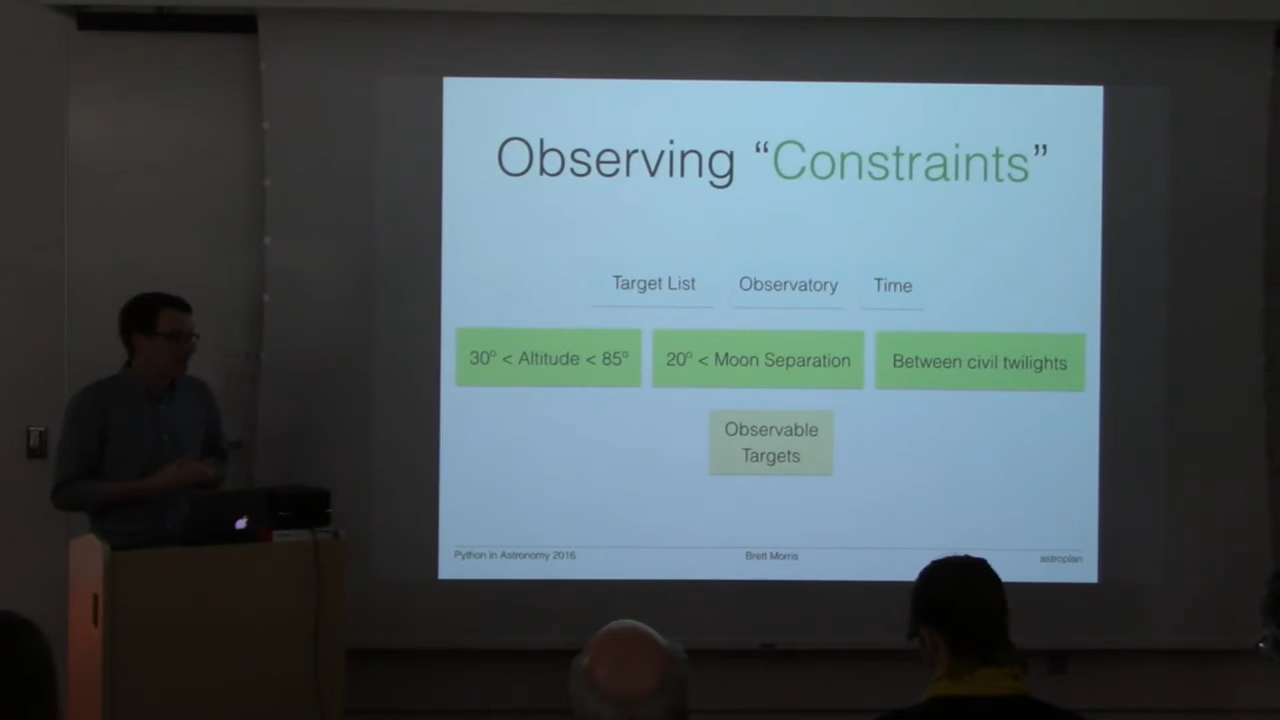 Observing “Constraints”
Target List Observatory Time
30° < Altitude < 85° 20° < Moon Separation Between civil twilights
Observable
Targets
Python in Astronomy 2016 Brett Morris astroplan